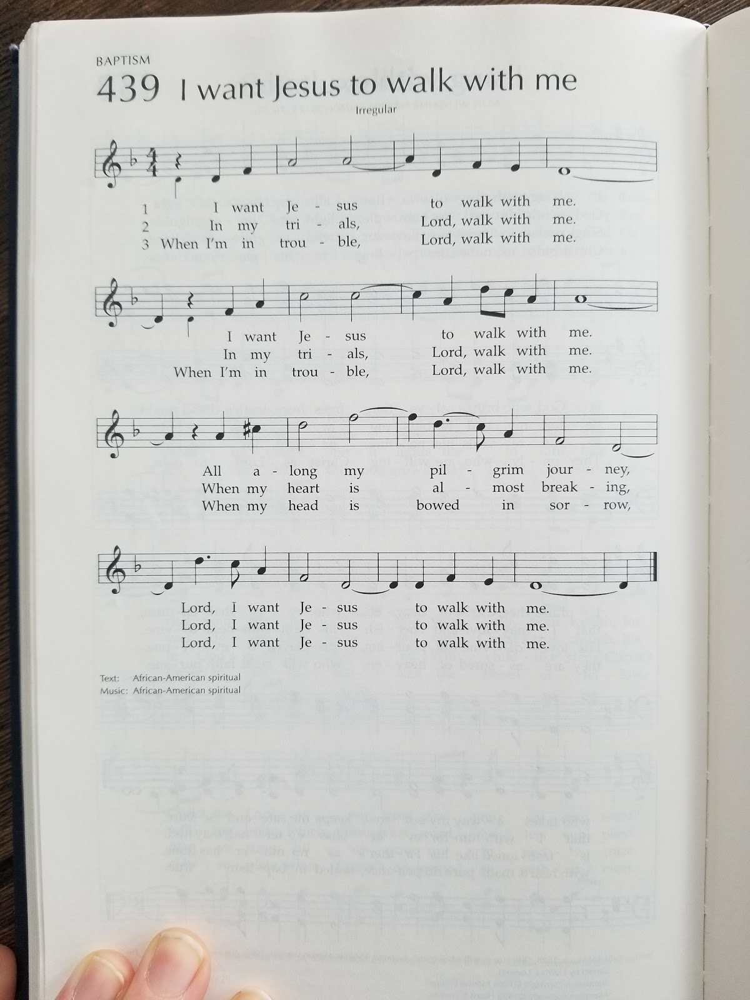 BAPTISM
439 I want Jesus to walk with me
Irregular
1 I want Je - sus to walk with me.
2 In my tri - als, Lord, walk with me.
3 When I'm in trou - ble, Lord, walk with me.
I want Je - sus to walk with me.
In my tri - als, Lord, walk with me.
When I'm in trou - ble, Lord, walk with me.
All a - long my pil - grim jour - ney,
When my heart is al - most break - ing,
When my head is bowed in sor - row,
Lord, I want Je - sus to walk with me.
Lord, I want Je - sus to walk with me.
Lord, I want Je - sus to walk with me.
Text: African-American spiritual
Music: African-American spiritual